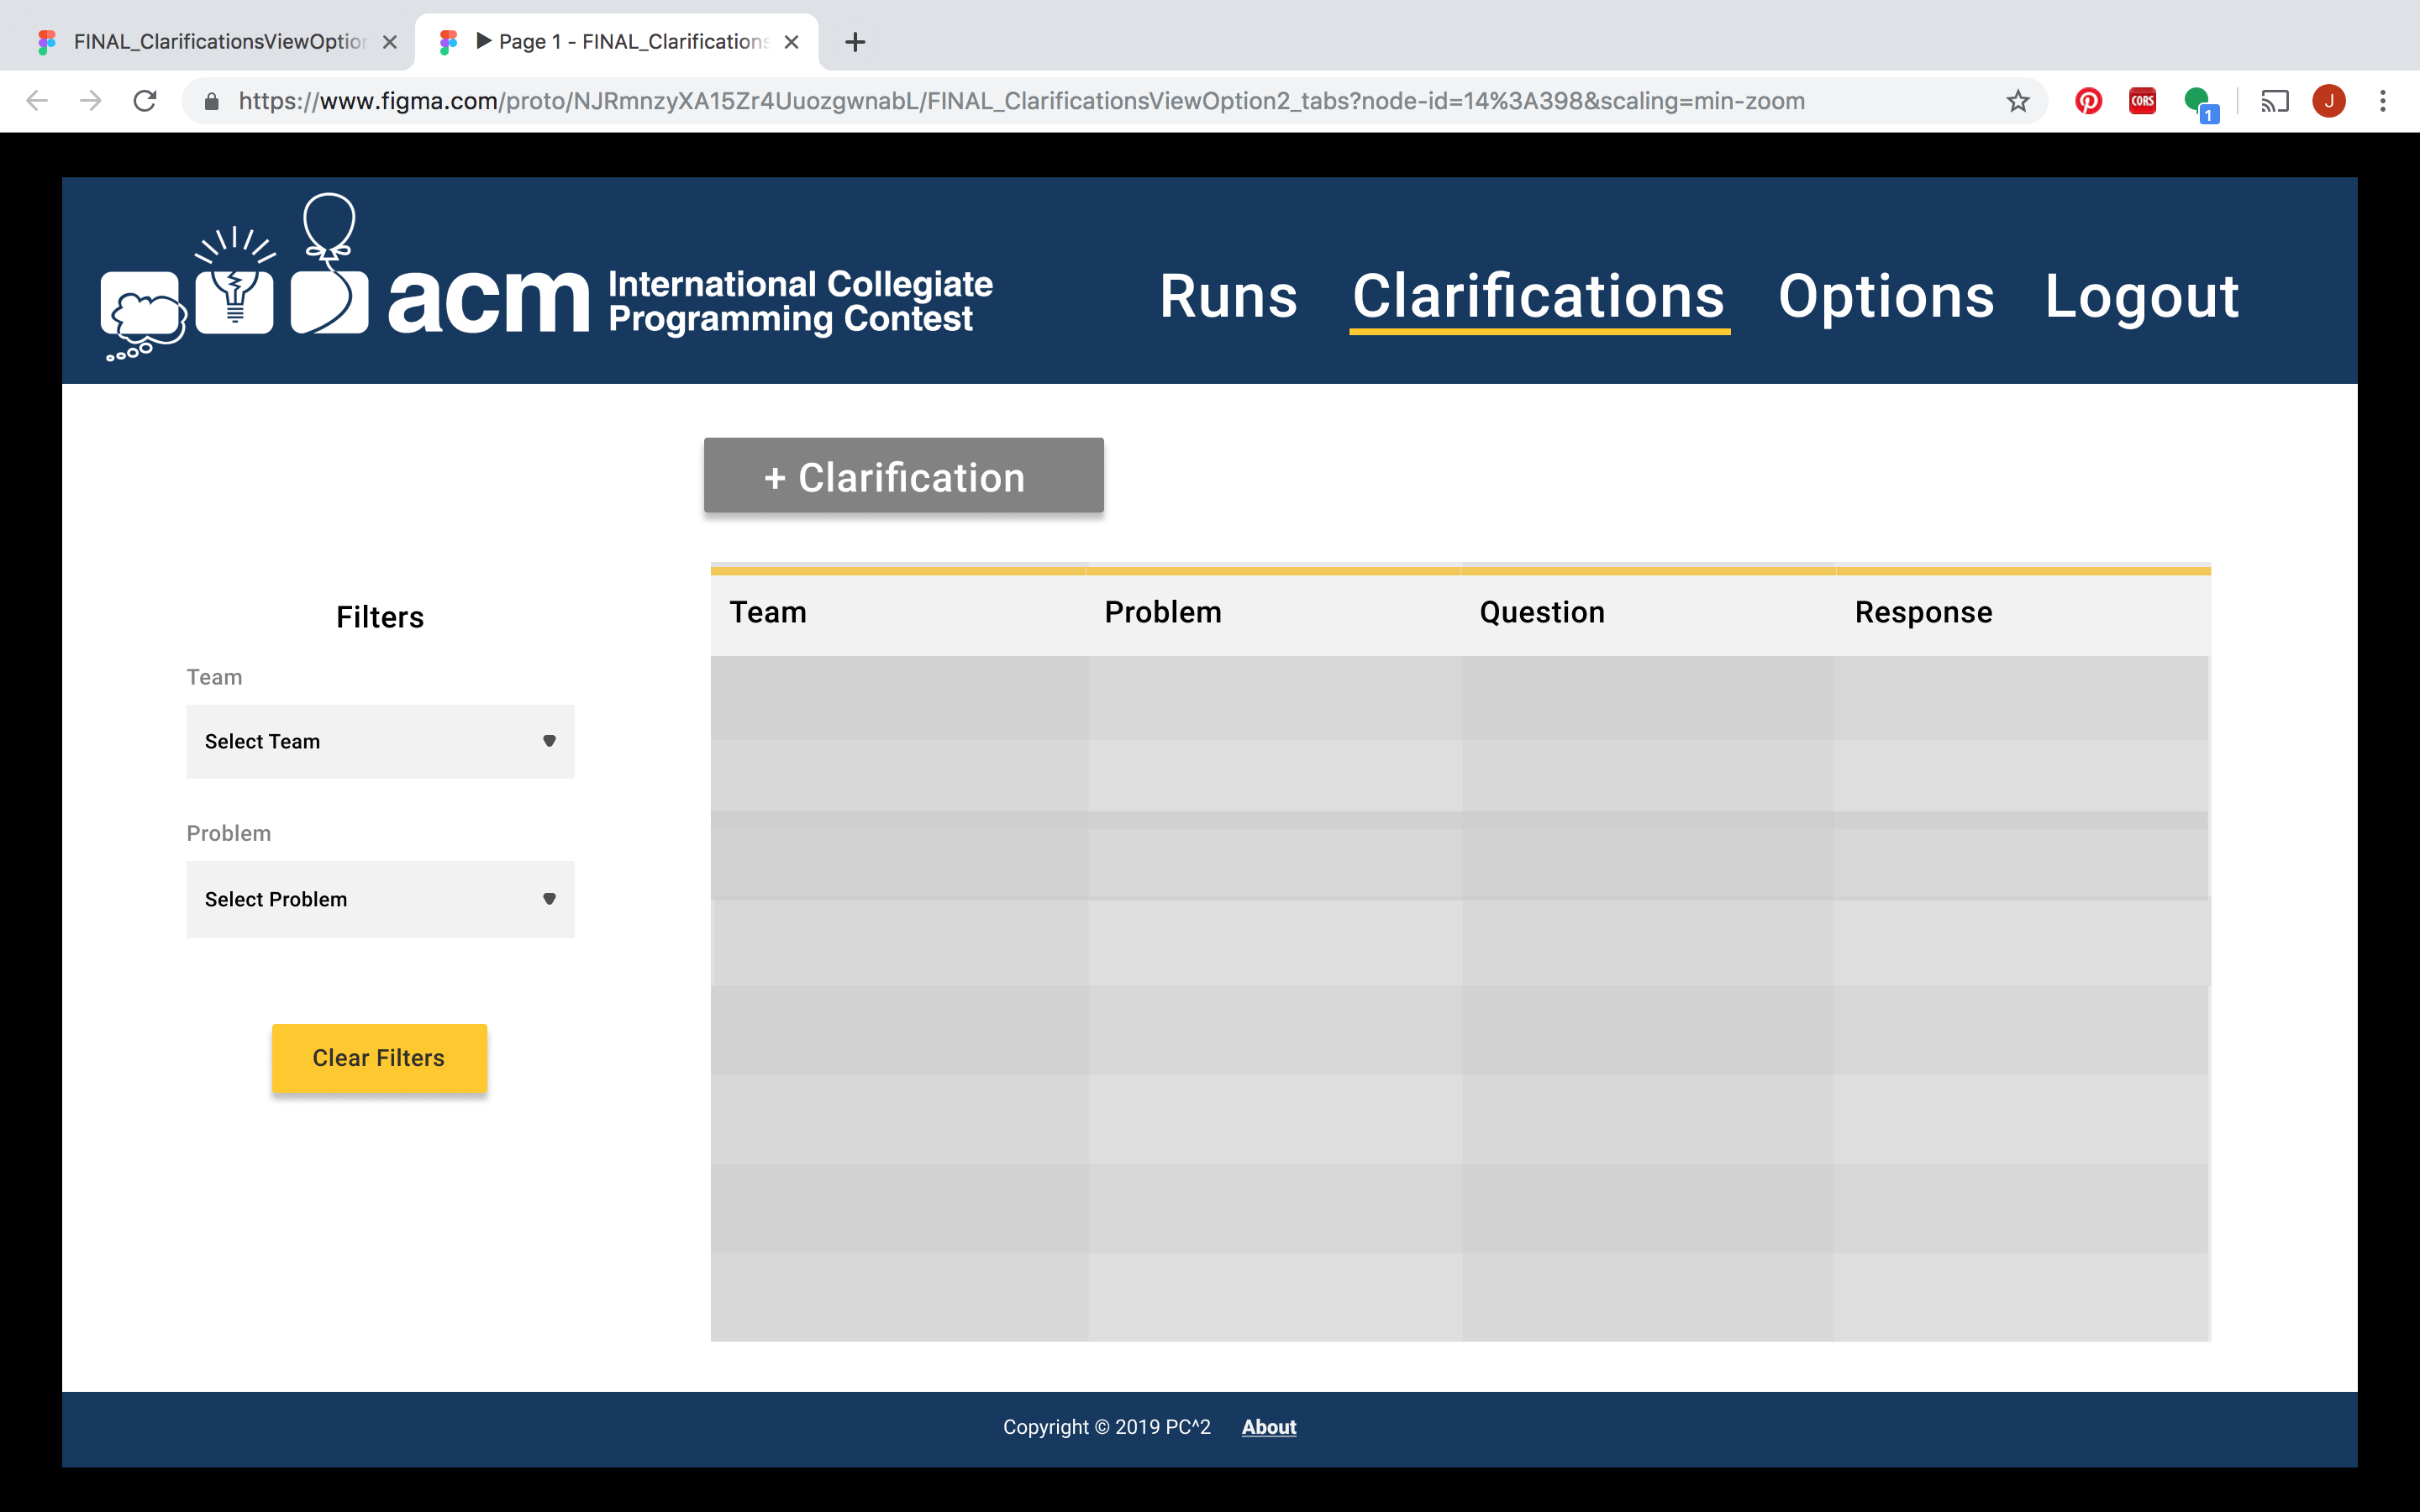 FINAL_ClarificationsViewOption
Page 1 - FINAL_Clarifications
https://www.figma.com/proto/NJRmnzyXA15Zr4UuozgwnabL/FINAL_ClarificationsViewOption2_tabs?node-id=14%3A398&scaling=min-zoom
CORS
1
J
acm International Collegiate
Programming Contest
Runs Clarifications Options Logout
+ Clarification
Filters
Team
Select Team
Problem
Select Problem
Clear Filters
Team Problem Question Response
Copyright © 2019 PC^2 About